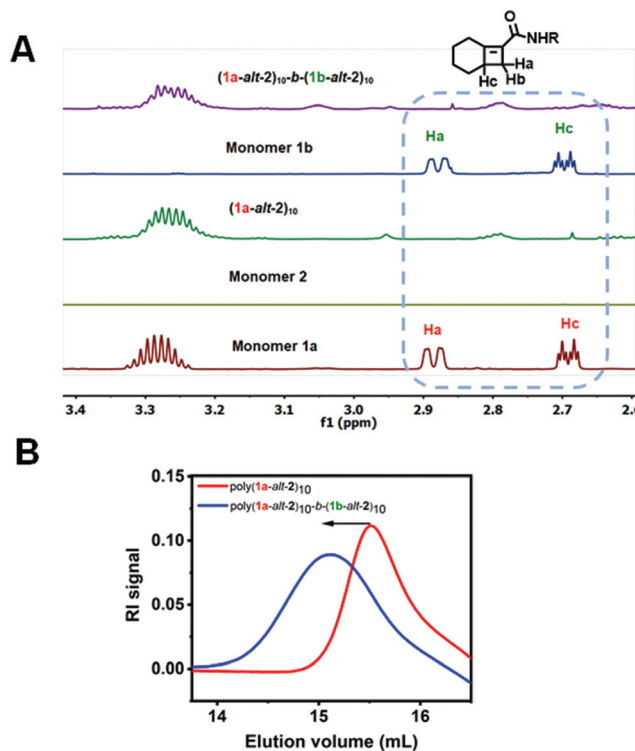 A
O
NHR
Ha
Hb
Hc
(1a-alt-2)10-b-(1b-alt-2)10
Monomer 1b
Ha
Hc
(1a-alt-2)10
Monomer 2
Monomer 1a
Ha
Hc
3.4 3.3 3.2 3.1 3.0 2.9 2.8 2.7 2.6
f1 (ppm)
B
poly(1a-alt-2)10
poly(1a-alt-2)10-b-(1b-alt-2)10
0.15
0.10
0.05
0.00
RI signal
14 15 16
Elution volume (mL)